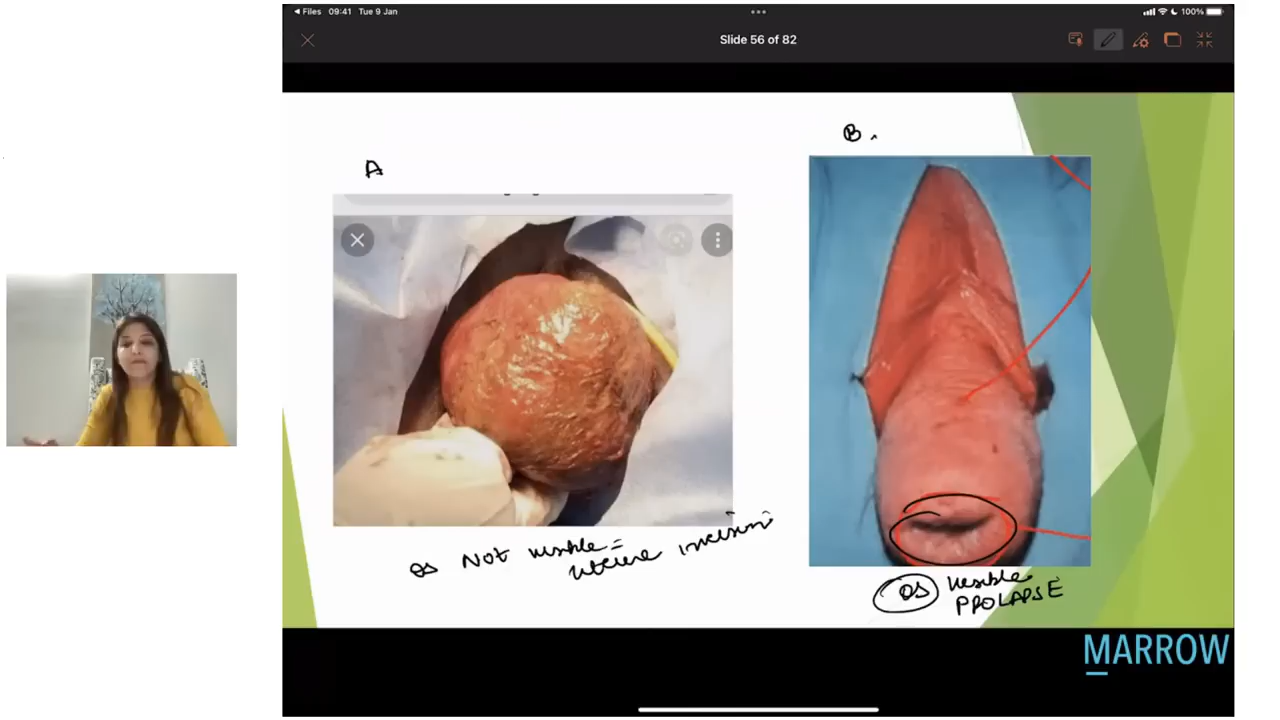 Files 09:41 Tue 9 Jan
100%
Slide 56 of 82
A
B.
OS Not visible =
uterine inversion
OS visible
PROLAPSE
MARROW